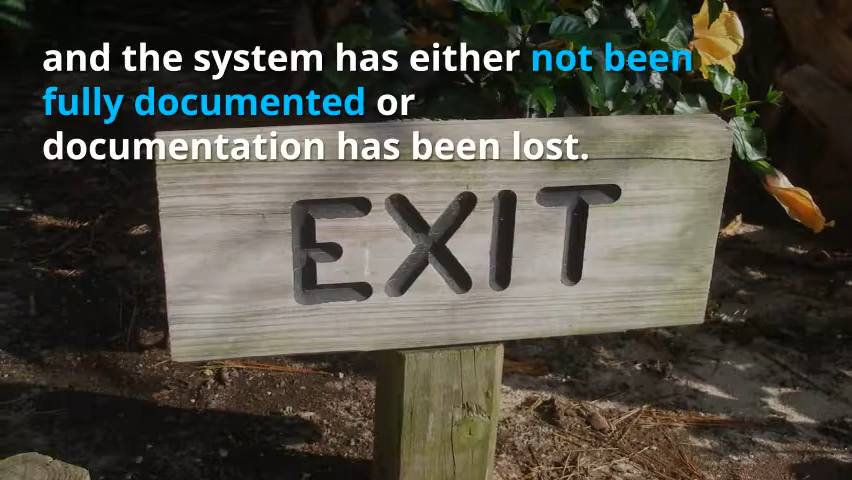 and the system has either not been
fully documented or
documentation has been lost.
EXIT